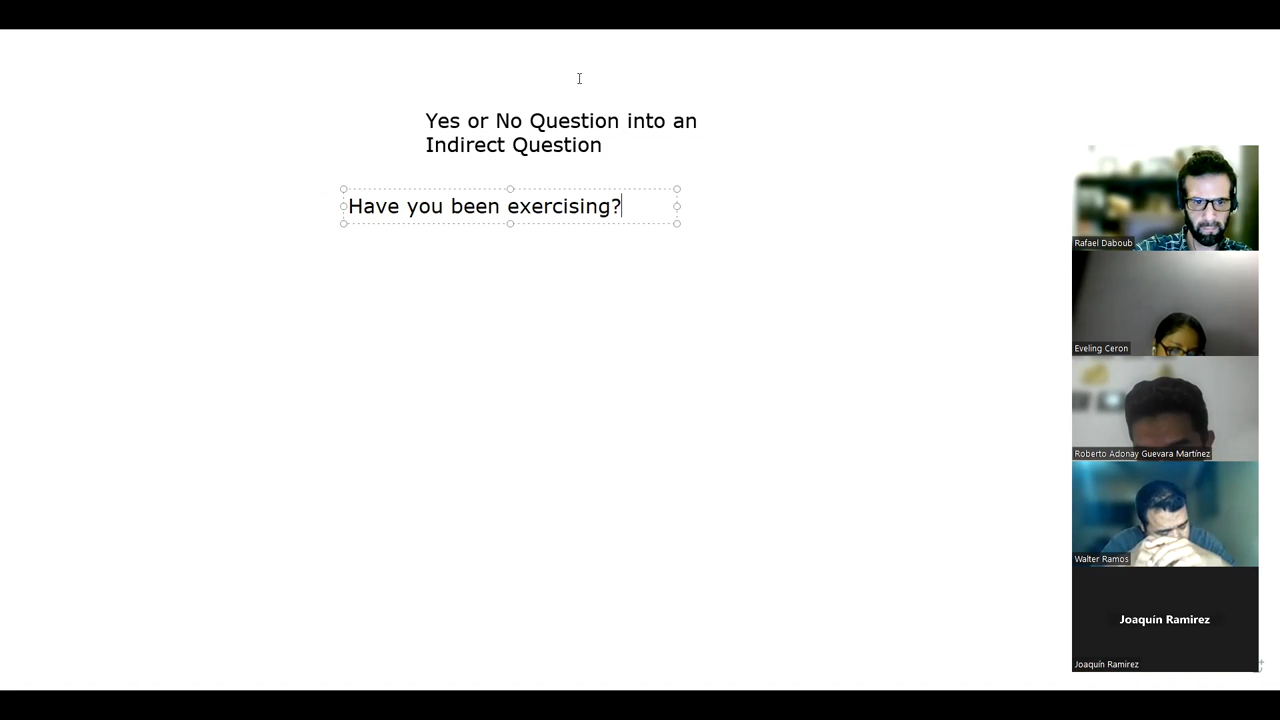 Yes or No Question into an
Indirect Question
Have you been exercising?
Rafael Daboub
Eveling Ceron
Roberto Adonay Guevara Martínez
Walter Ramos
Joaquín Ramirez
Joaquín Ramirez